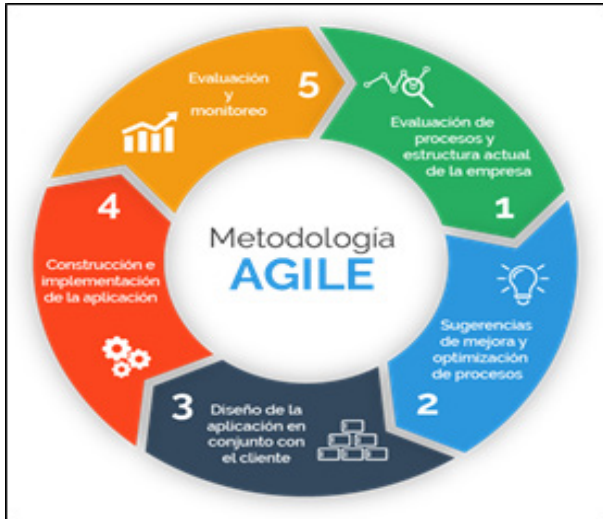 Metodología
AGILE
Evaluación de
procesos y
estructura actual
de la empresa
1
Sugerencias
de mejora y
optimización
de procesos
2
3
Diseño de la
aplicación en
conjunto con
el cliente
4
Construcción e
implementación
de la aplicación
5
Evaluación
y
monitoreo